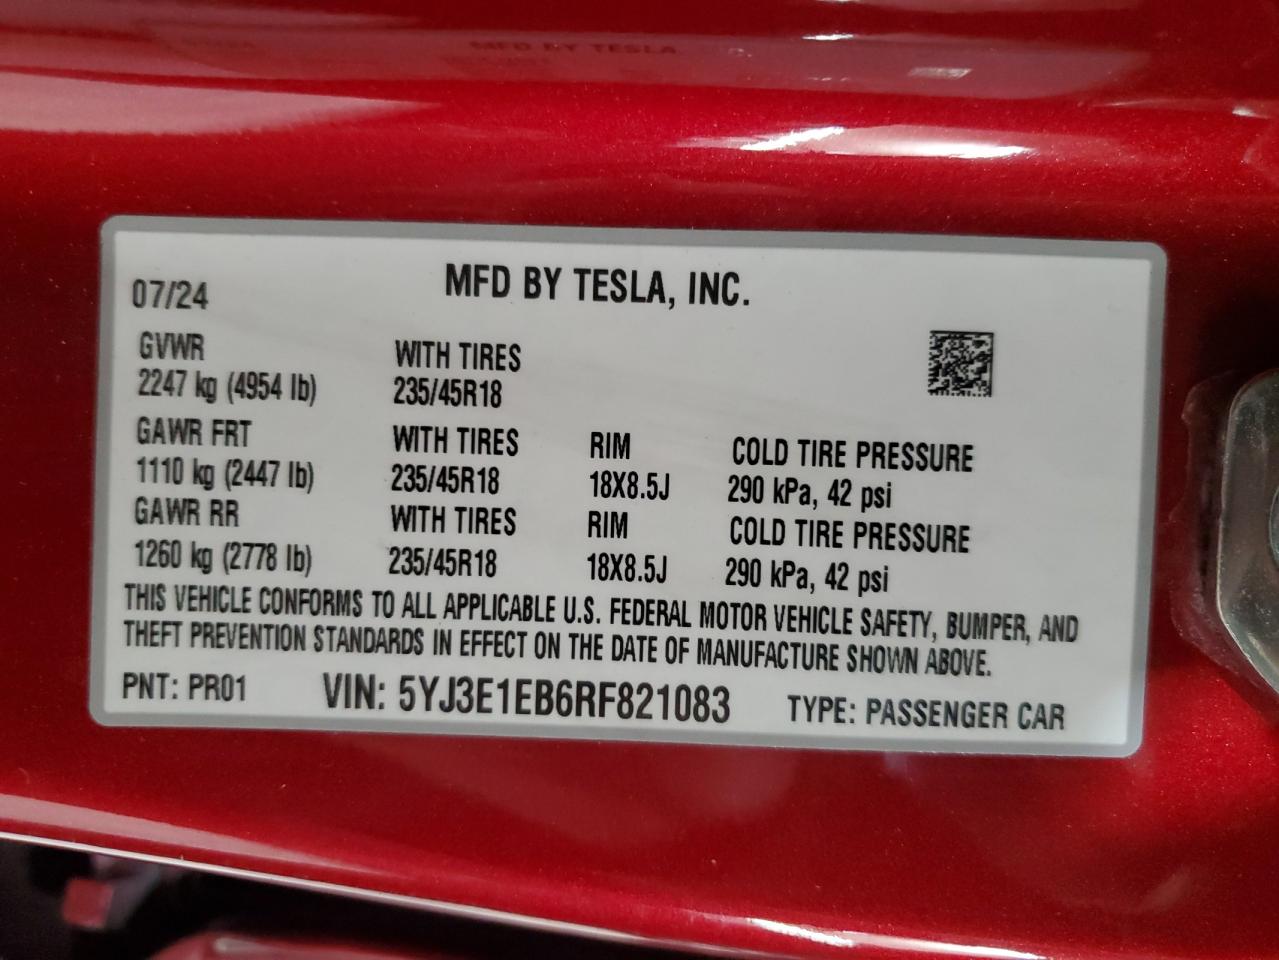 MFD BY TESLA
07/24
MFD BY TESLA, INC.
GVWR
WITH TIRES
2247 kg (4954 lb)
235/45R18
GAWR FRT
WITH TIRES
RIM
COLD TIRE PRESSURE
1110 kg (2447 lb)
235/45R18
18X8.5J
290 kPa, 42 psi
GAWR RR
WITH TIRES
RIM
COLD TIRE PRESSURE
1260 kg (2778 lb)
235/45R18
18X8.5J
290 kPa, 42 psi
THIS VEHICLE CONFORMS TO ALL APPLICABLE U.S. FEDERAL MOTOR VEHICLE SAFETY, BUMPER, AND
THEFT PREVENTION STANDARDS IN EFFECT ON THE DATE OF MANUFACTURE SHOWN ABOVE.
PNT: PR01
VIN: 5YJ3E1EB6RF821083
TYPE: PASSENGER CAR